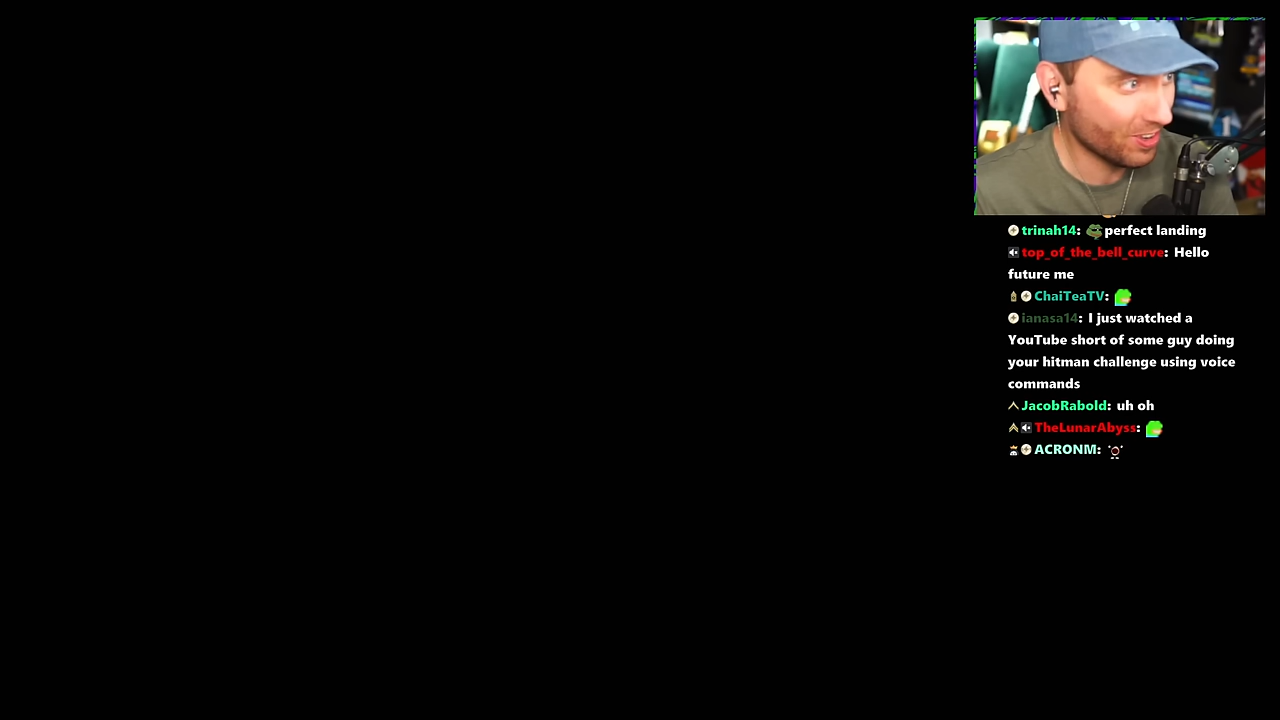 trinah14: perfect landing
top_of_the_bell_curve: Hello
future me
ChaiTeaTV:
ianasa14: I just watched a
YouTube short of some guy doing
your hitman challenge using voice
commands
JacobRabold: uh oh
TheLunarAbyss:
ACRONM: